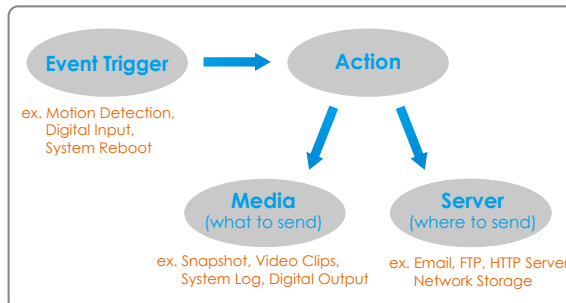 Event Trigger
Action
ex. Motion Detection,
Digital Input,
System Reboot
Media
(what to send)
Server
(where to send)
ex. Snapshot, Video Clips,
System Log, Digital Output
ex. Email, FTP, HTTP Server
Network Storage